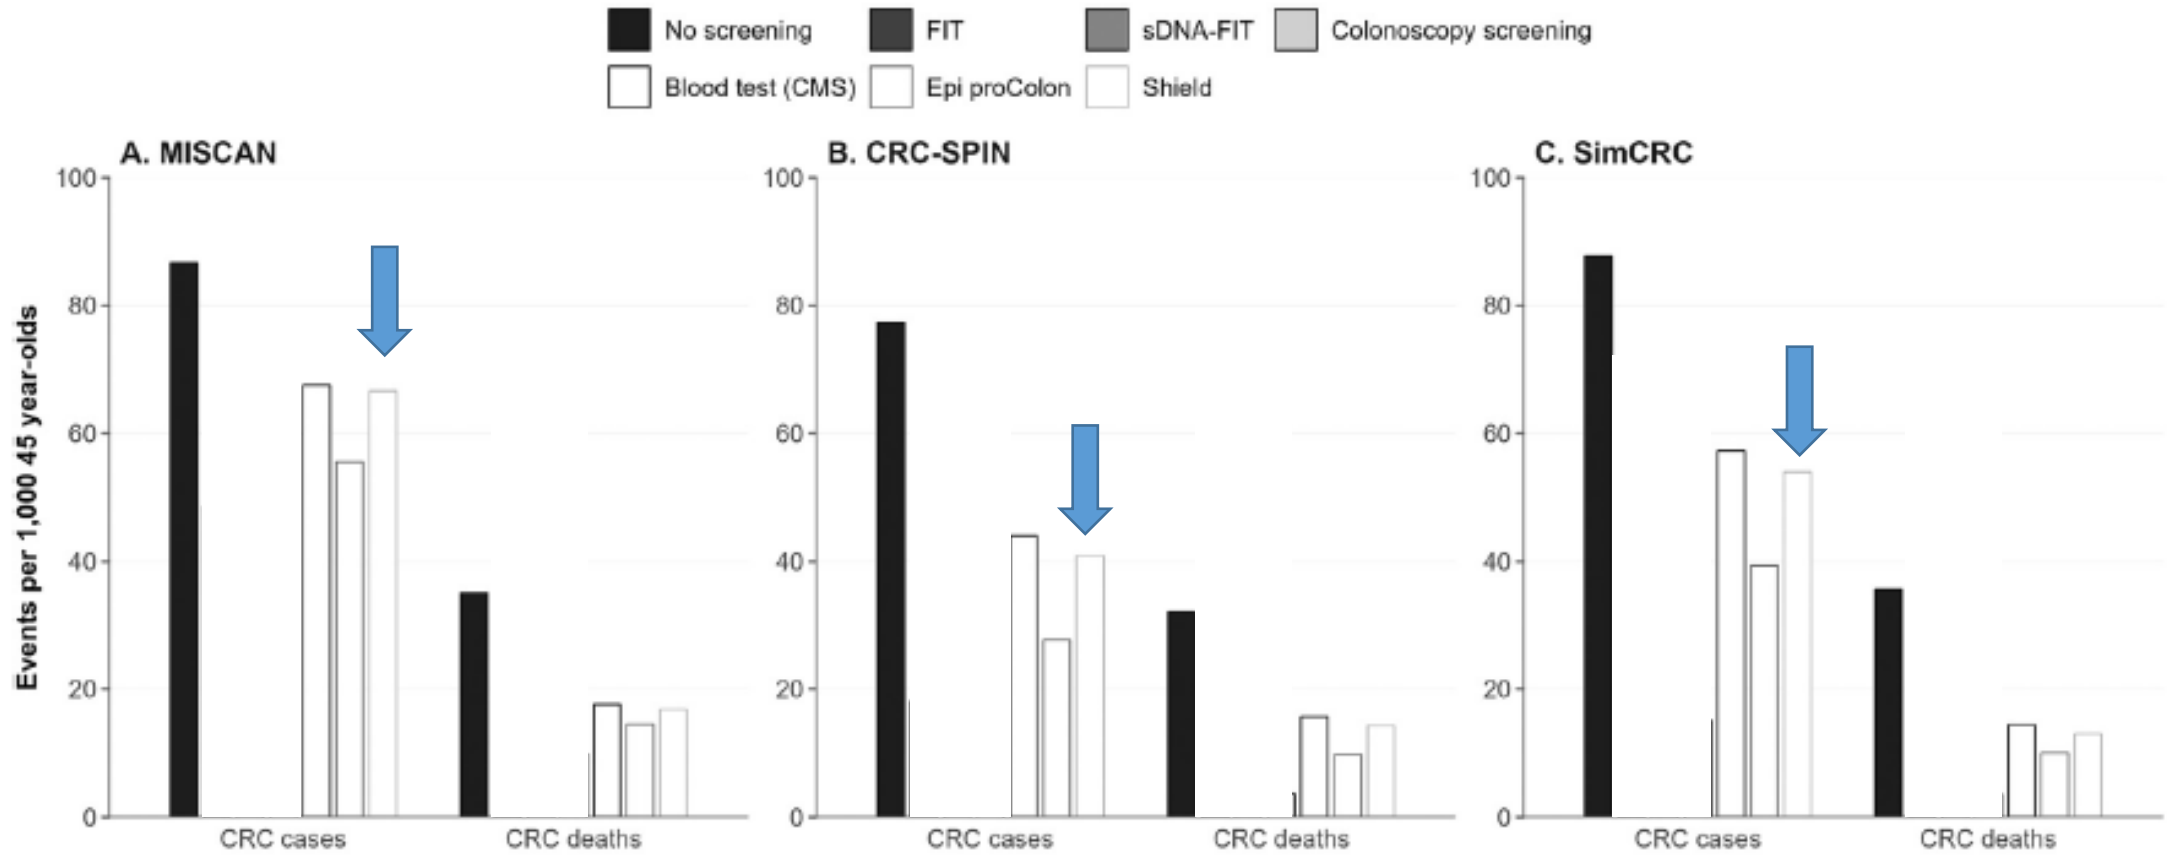 No screening FIT sDNA-FIT Colonoscopy screening
Blood test (CMS) Epi proColon Shield
A. MISCAN
B. CRC-SPIN
C. SimCRC
Events per 1,000 45 year-olds
100
80
60
40
20
0
CRC cases CRC deaths
100
80
60
40
20
0
CRC cases CRC deaths
100
80
60
40
20
0
CRC cases CRC deaths